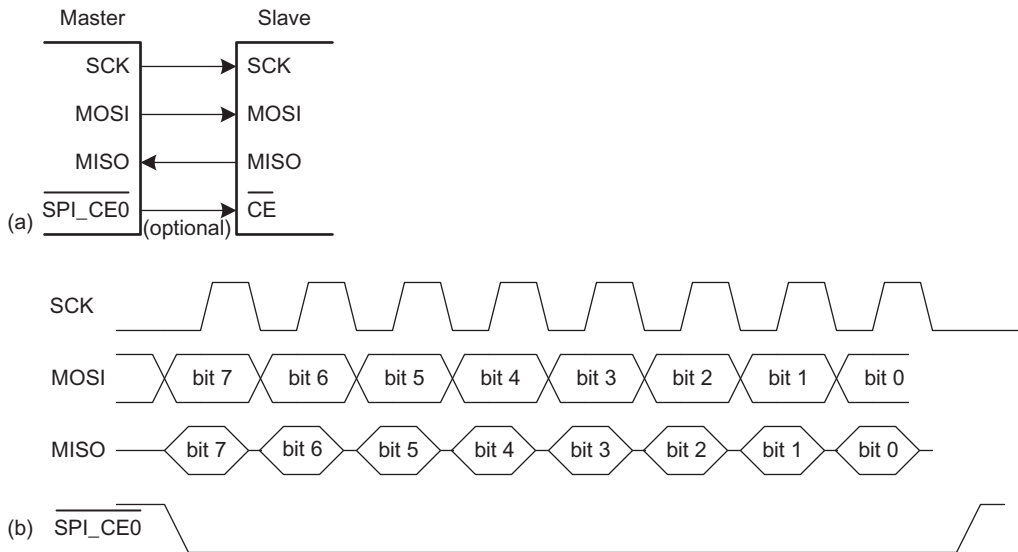 Master Slave
SCK SCK
MOSI MOSI
MISO MISO
SPI_CE0 CE
(a) (optional)
SCK
MOSI bit 7 bit 6 bit 5 bit 4 bit 3 bit 2 bit 1 bit 0
MISO bit 7 bit 6 bit 5 bit 4 bit 3 bit 2 bit 1 bit 0
(b) SPI_CE0